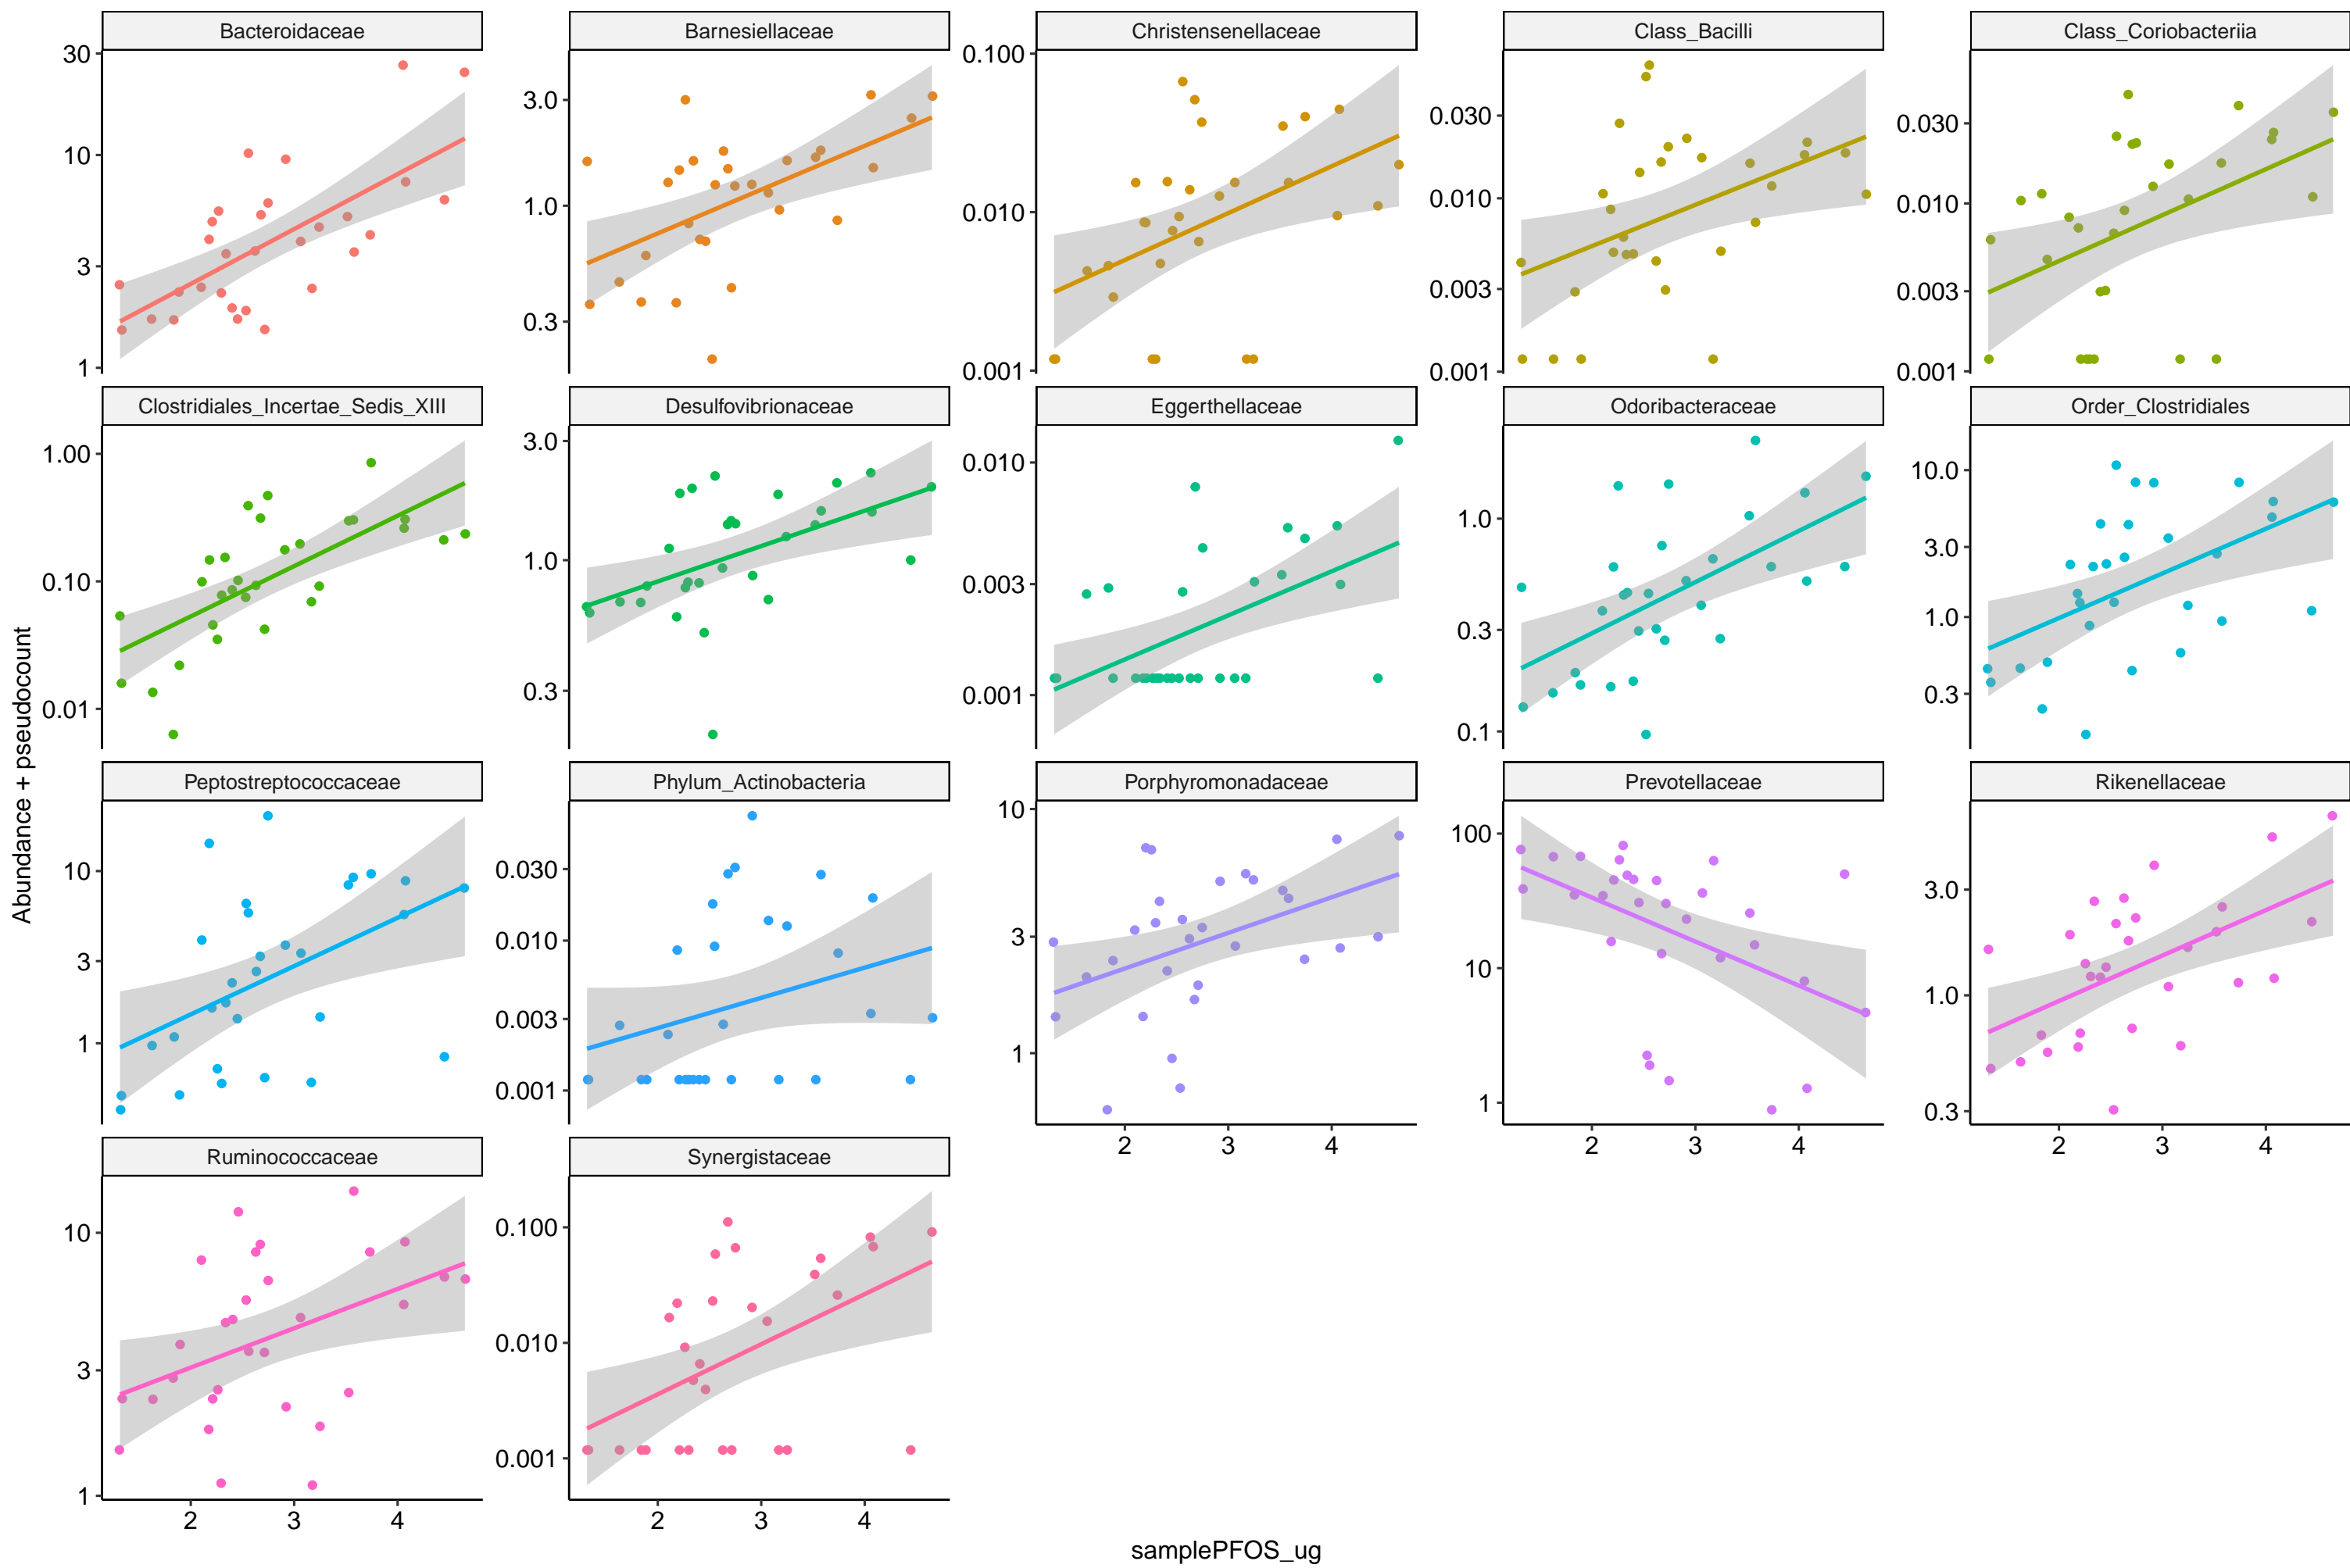 Bacteroidaceae
Barnesiellaceae
Christensenellaceae
Class_Bacilli
Class_Coriobacteriia
30
10
3
1
3.0
1.0
0.3
0.100
0.010
0.001
0.030
0.010
0.003
0.001
0.030
0.010
0.003
0.001
Clostridiales_Incertae_Sedis_XIII
Desulfovibrionaceae
Eggerthellaceae
Odoribacteraceae
Order_Clostridiales
1.00
0.10
0.01
3.0
1.0
0.3
0.010
0.003
0.001
1.0
0.3
0.1
10.0
3.0
1.0
0.3
Abundance + pseudocount
Peptostreptococcaceae
Phylum_Actinobacteria
Porphyromonadaceae
Prevotellaceae
Rikenellaceae
10
3
1
0.030
0.010
0.003
0.001
10
3
1
2 3 4
100
10
1
2 3 4
3.0
1.0
0.3
2 3 4
Ruminococcaceae
Synergistaceae
10
3
1
2 3 4
0.100
0.010
0.001
2 3 4
samplePFOS_ug